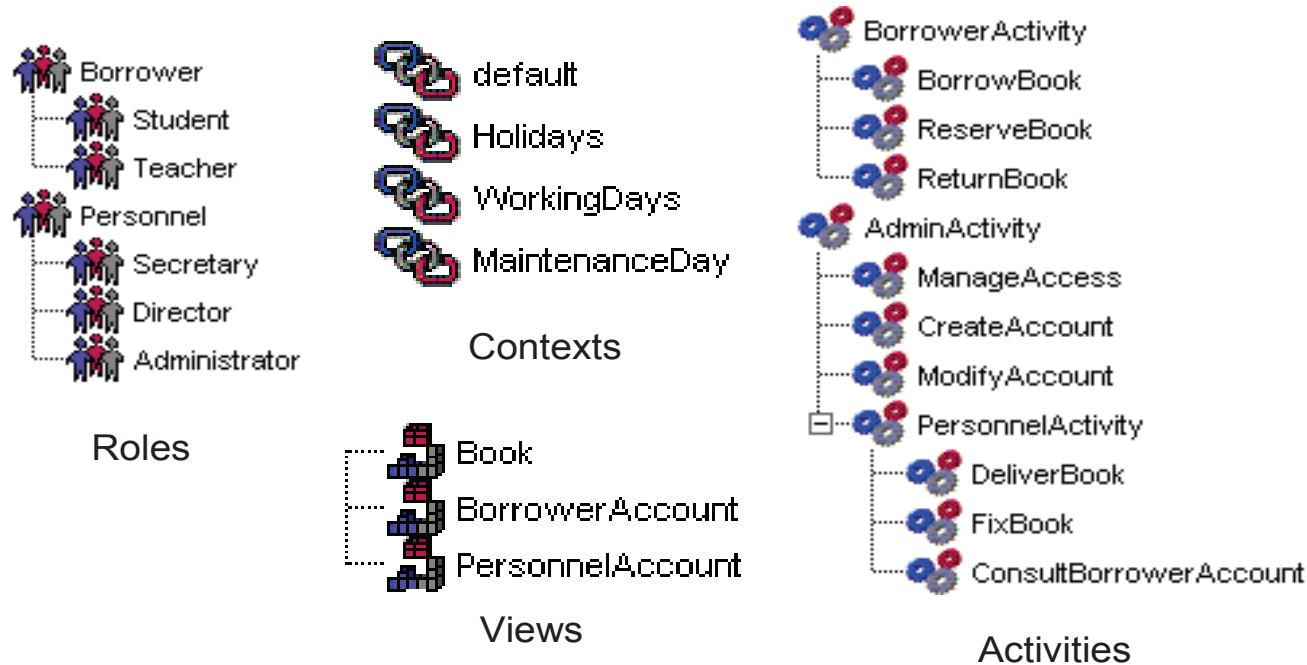 Borrower
Student
Teacher
Personnel
Secretary
Director
Administrator
Roles
default
Holidays
WorkingDays
MaintenanceDay
Contexts
Book
BorrowerAccount
PersonnelAccount
Views
BorrowerActivity
BorrowBook
ReserveBook
ReturnBook
AdminActivity
ManageAccess
CreateAccount
ModifyAccount
PersonnelActivity
DeliverBook
FixBook
ConsultBorrowerAccount
Activities